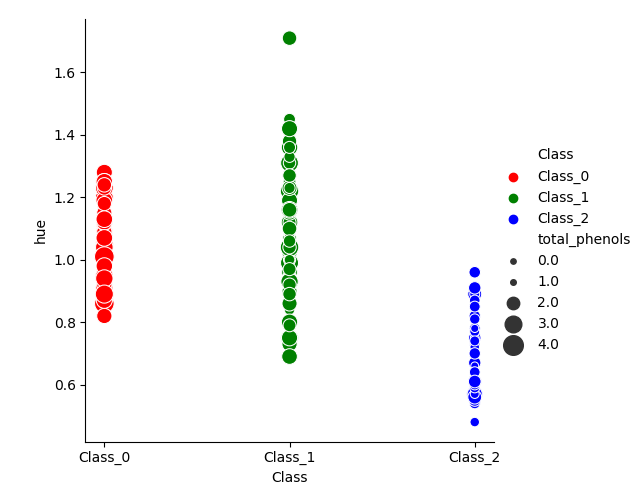 1.6
1.4
1.2
1.0
0.8
0.6
hue
Class_0
Class_1
Class_2
Class
Class
Class_0
Class_1
Class_2
total_phenols
0.0
1.0
2.0
3.0
4.0